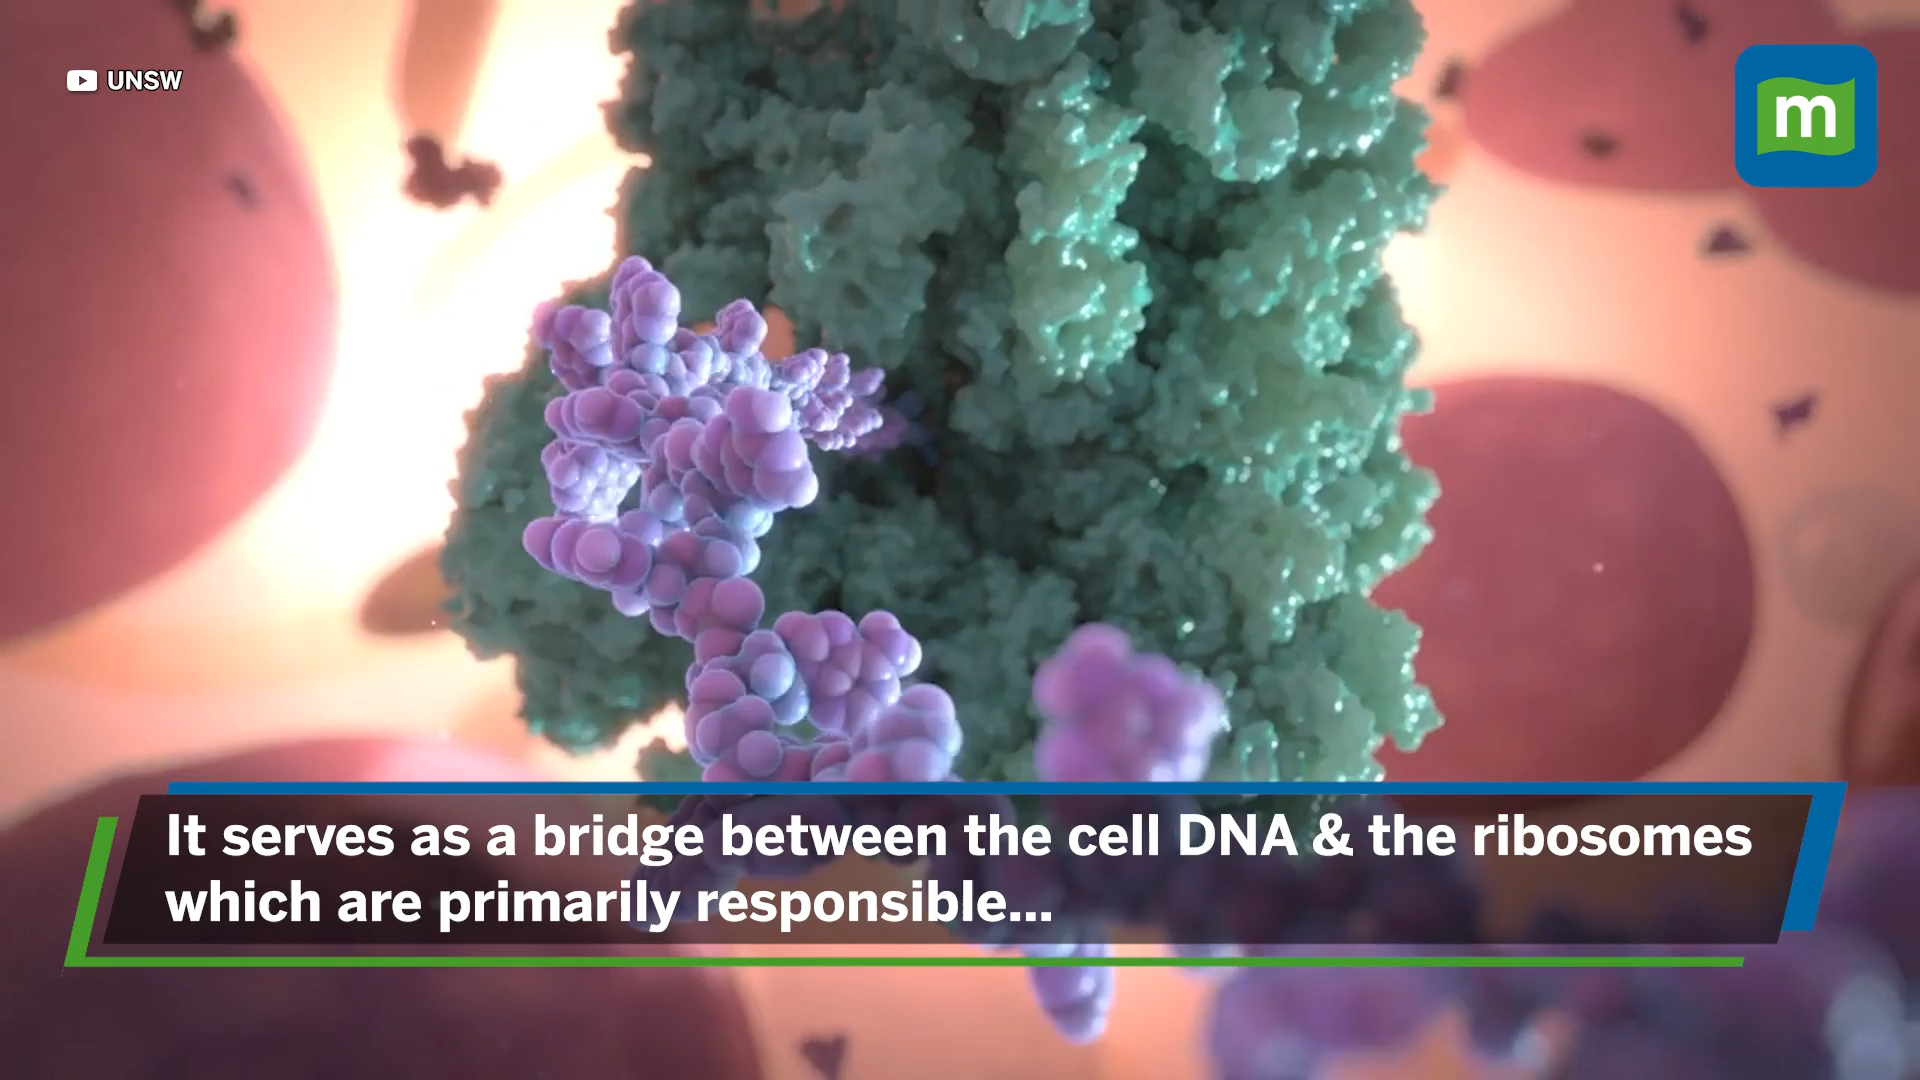 UNSW
m
It serves as a bridge between the cell DNA & the ribosomes
which are primarily responsible...